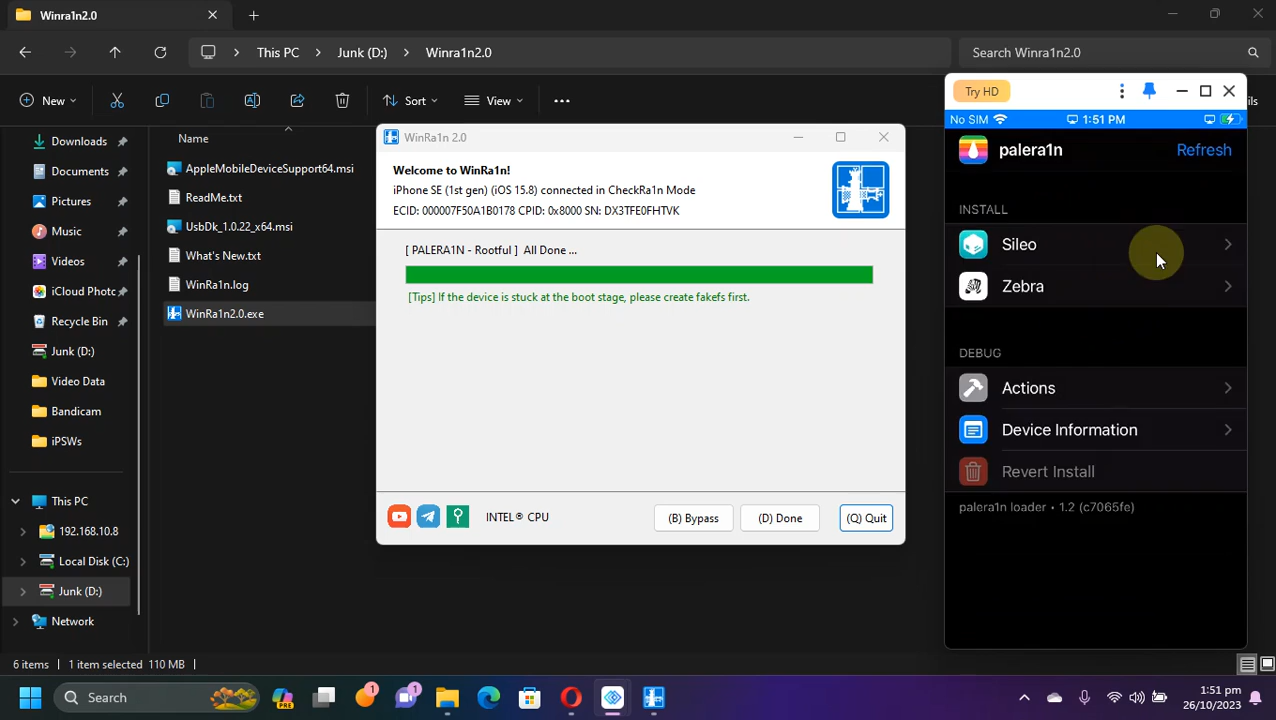 Winra1n2.0
This PC
Junk (D:)
Winra1n2.0
Search Winra1n2.0
New
Sort
View
ils
Downloads
Documents
Pictures
Music
Videos
iCloud Photo
Recycle Bin
Junk (D:)
Video Data
Bandicam
iPSWs
This PC
192.168.10.8
Local Disk (C:)
Junk (D:)
Network
Name
AppleMobileDeviceSupport64.msi
ReadMe.txt
UsbDk_1.0.22_x64.msi
What's New.txt
WinRa1n.log
WinRa1n2.0.exe
WinRa1n 2.0
Welcome to WinRa1n!
iPhone SE (1st gen) (iOS 15.8) connected in CheckRa1n Mode
ECID: 000007F50A1B0178 CPID: 0x8000 SN: DX3TFE0FHTVK
[ PALERA1N - Rootful ] All Done ...
[Tips] If the device is stuck at the boot stage, please create fakefs first.
INTEL® CPU
(B) Bypass
(D) Done
(Q) Quit
Try HD
No SIM
1:51 PM
palera1n
Refresh
INSTALL
Sileo
Zebra
DEBUG
Actions
Device Information
Revert Install
palera1n loader • 1.2 (c7065fe)
6 items
1 item selected 110 MB
Search
PRE
1
1
1:51 pm
26/10/2023